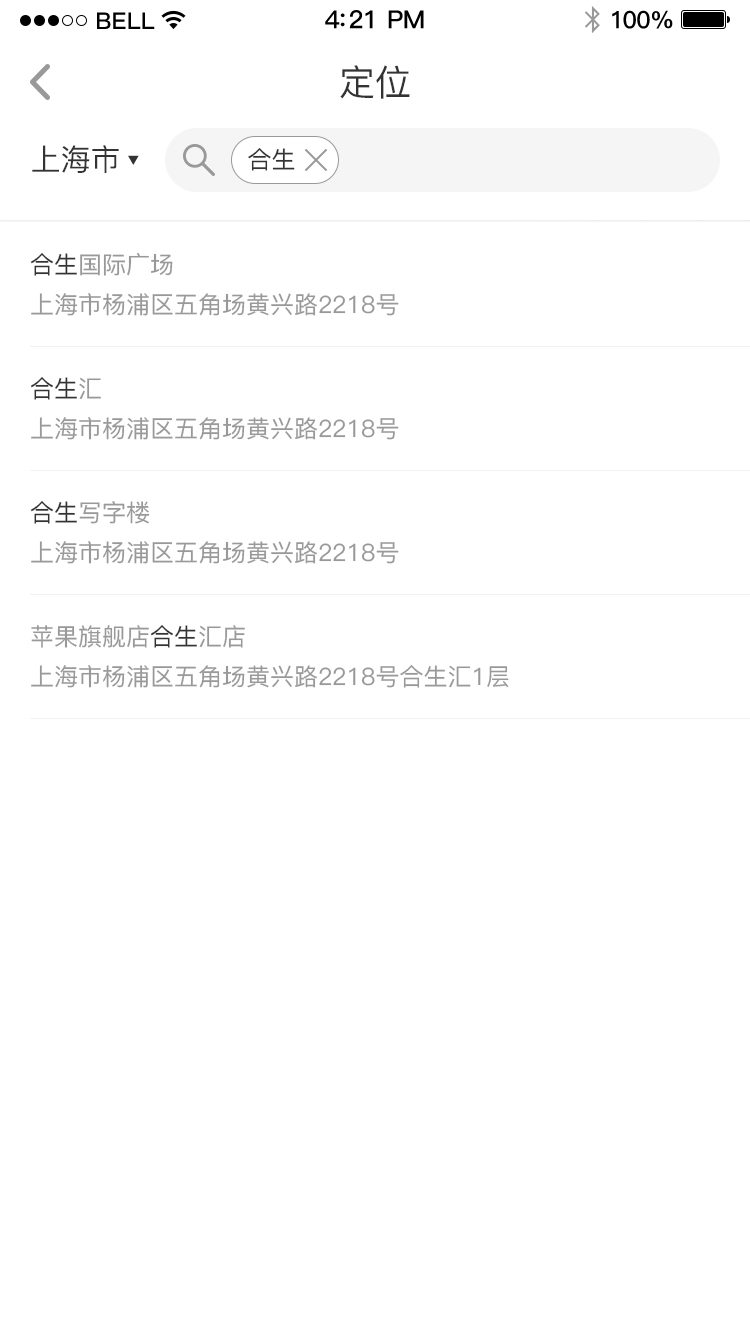 BELL 4:21 PM 100%
定位
上海市 合生
合生国际广场
上海市杨浦区五角场黄兴路2218号
合生汇
上海市杨浦区五角场黄兴路2218号
合生写字楼
上海市杨浦区五角场黄兴路2218号
苹果旗舰店合生汇店
上海市杨浦区五角场黄兴路2218号合生汇1层